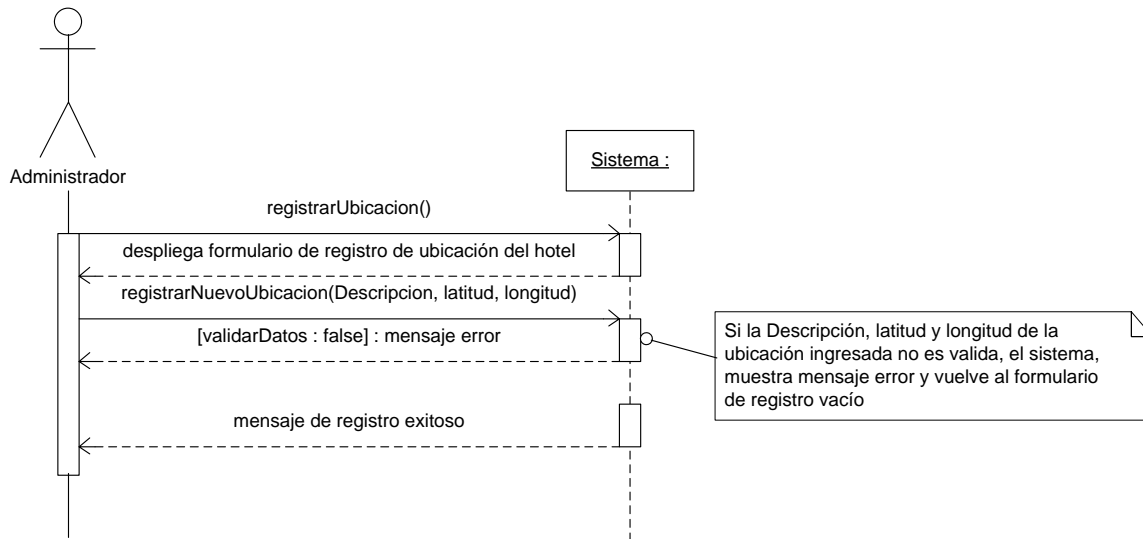 Administrador
Sistema :
registrarUbicacion()
despliega formulario de registro de ubicación del hotel
registrarNuevoUbicacion(Descripcion, latitud, longitud)
[validarDatos : false] : mensaje error
Si la Descripción, latitud y longitud de la
ubicación ingresada no es valida, el sistema,
muestra mensaje error y vuelve al formulario
de registro vacío
mensaje de registro exitoso